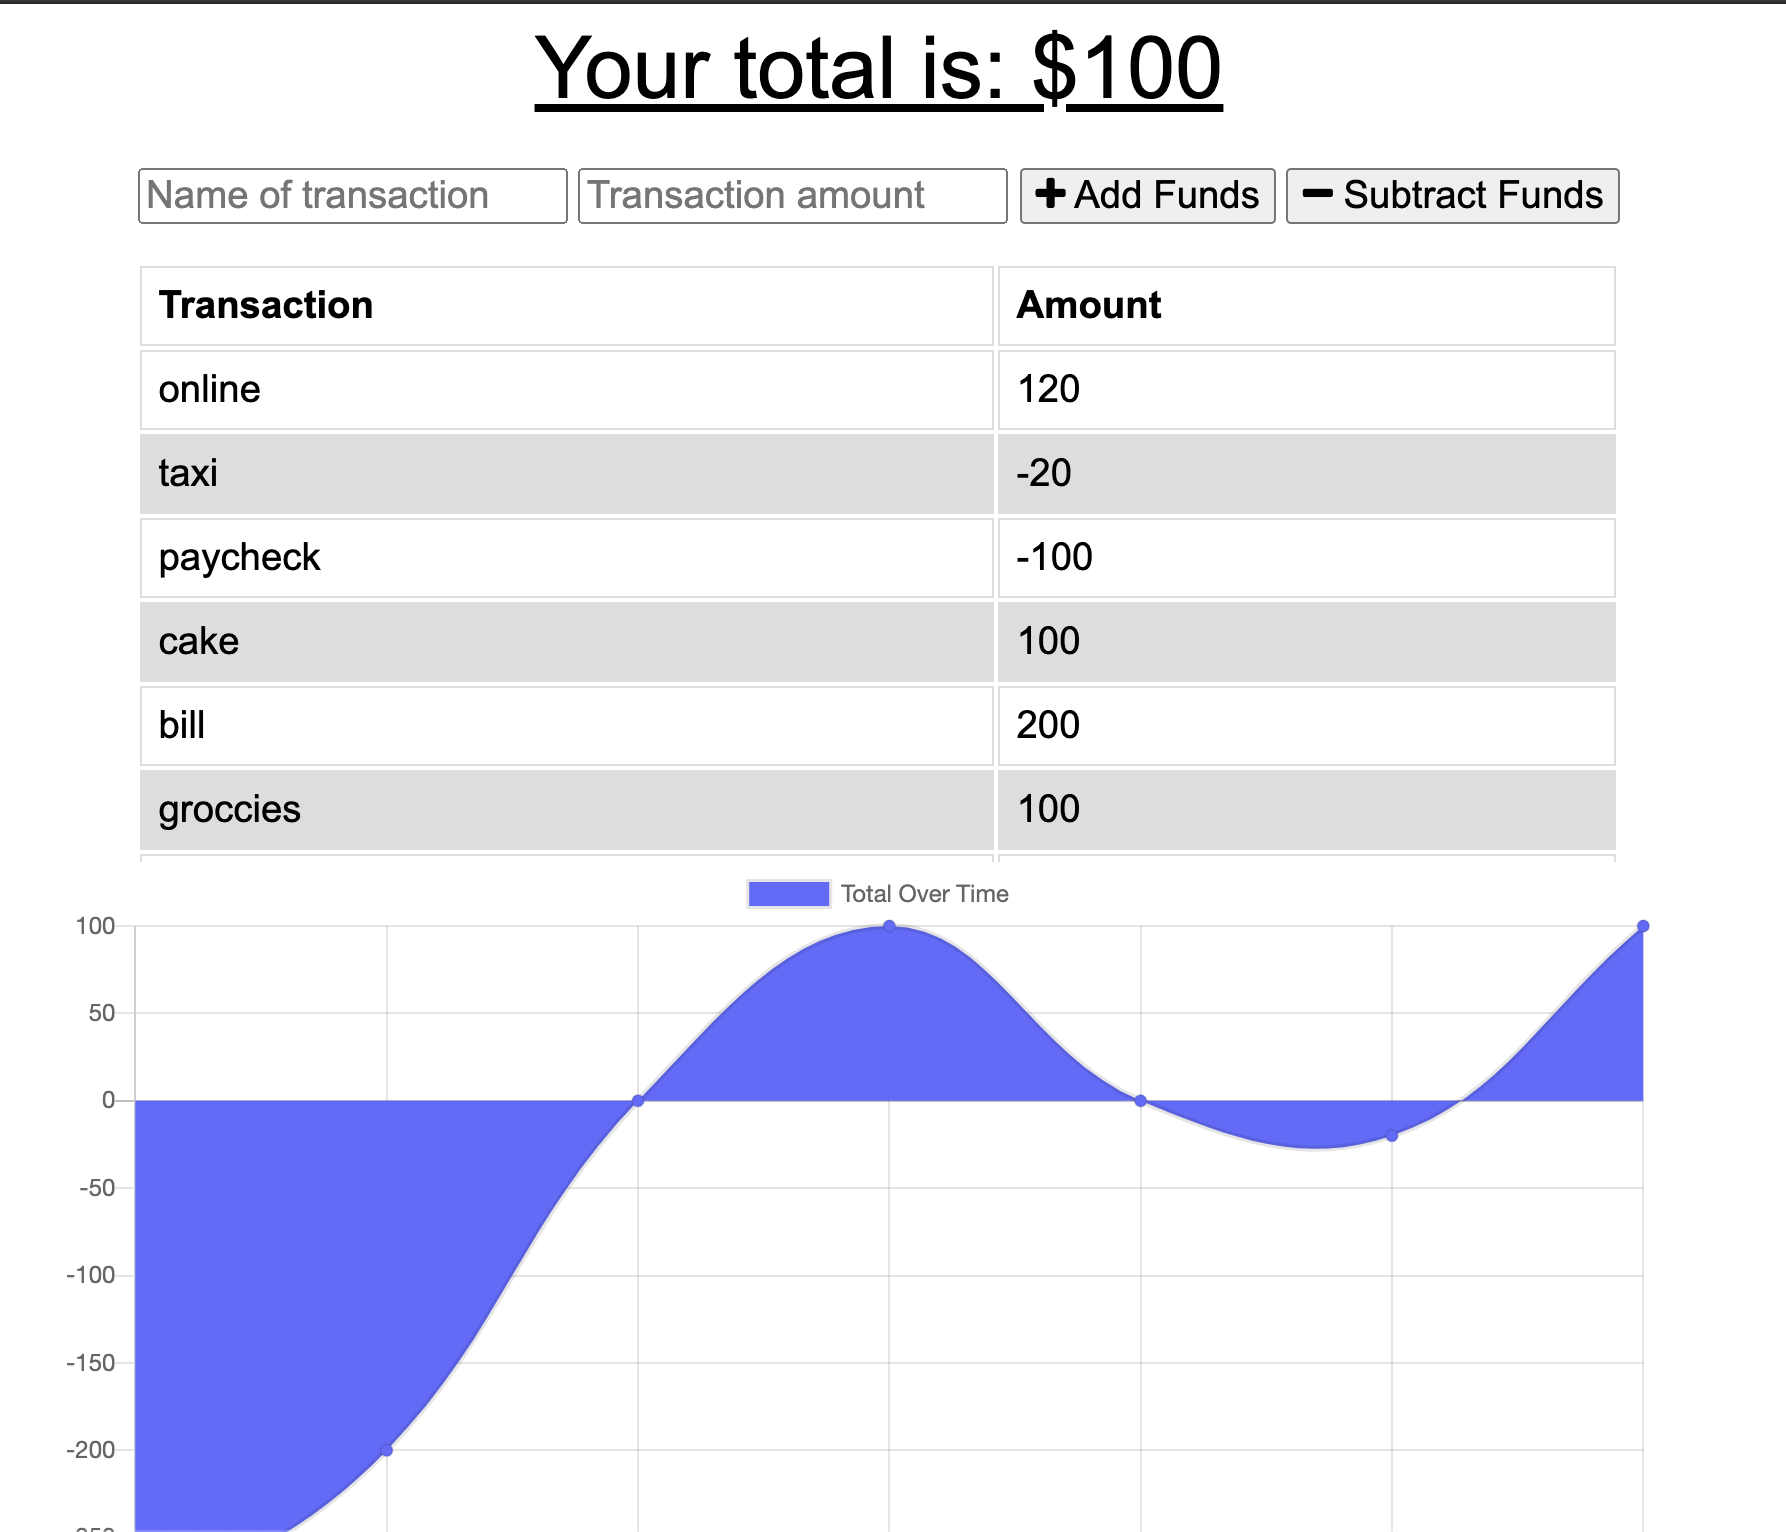 Your total is: $100
Name of transaction Transaction amount Add Funds Subtract Funds
Transaction Amount
online 120
taxi -20
paycheck -100
cake 100
bill 200
groccies 100
Total Over Time
100
50
0
-50
-100
-150
-200